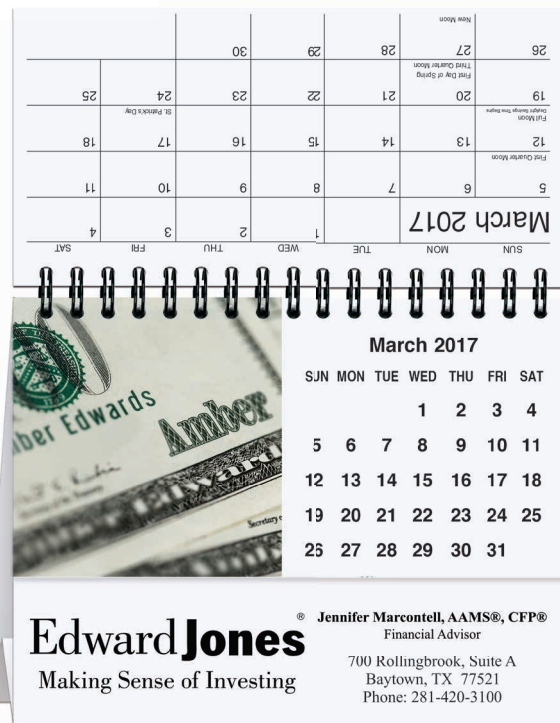 SUN MON TUE WED THU FRI SAT
March 2017 1 2 3 4
5 6 7 8 9 10 11
First Quarter Moon
12 13 14 15 16 17 18
Full Moon St. Patrick's Day
Daylight Savings Time Begins
19 20 21 22 23 24 25
First Day of Spring
Third Quarter Moon
26 27 28 29 30
New Moon
ber Edwards
Amber
Edward
Secretary
March 2017
SUN MON TUE WED THU FRI SAT
1 2 3 4
5 6 7 8 9 10 11
12 13 14 15 16 17 18
19 20 21 22 23 24 25
26 27 28 29 30 31
Edward Jones®
Making Sense of Investing
Jennifer Marcontell, AAMS®, CFP®
Financial Advisor
700 Rollingbrook, Suite A
Baytown, TX 77521
Phone: 281-420-3100